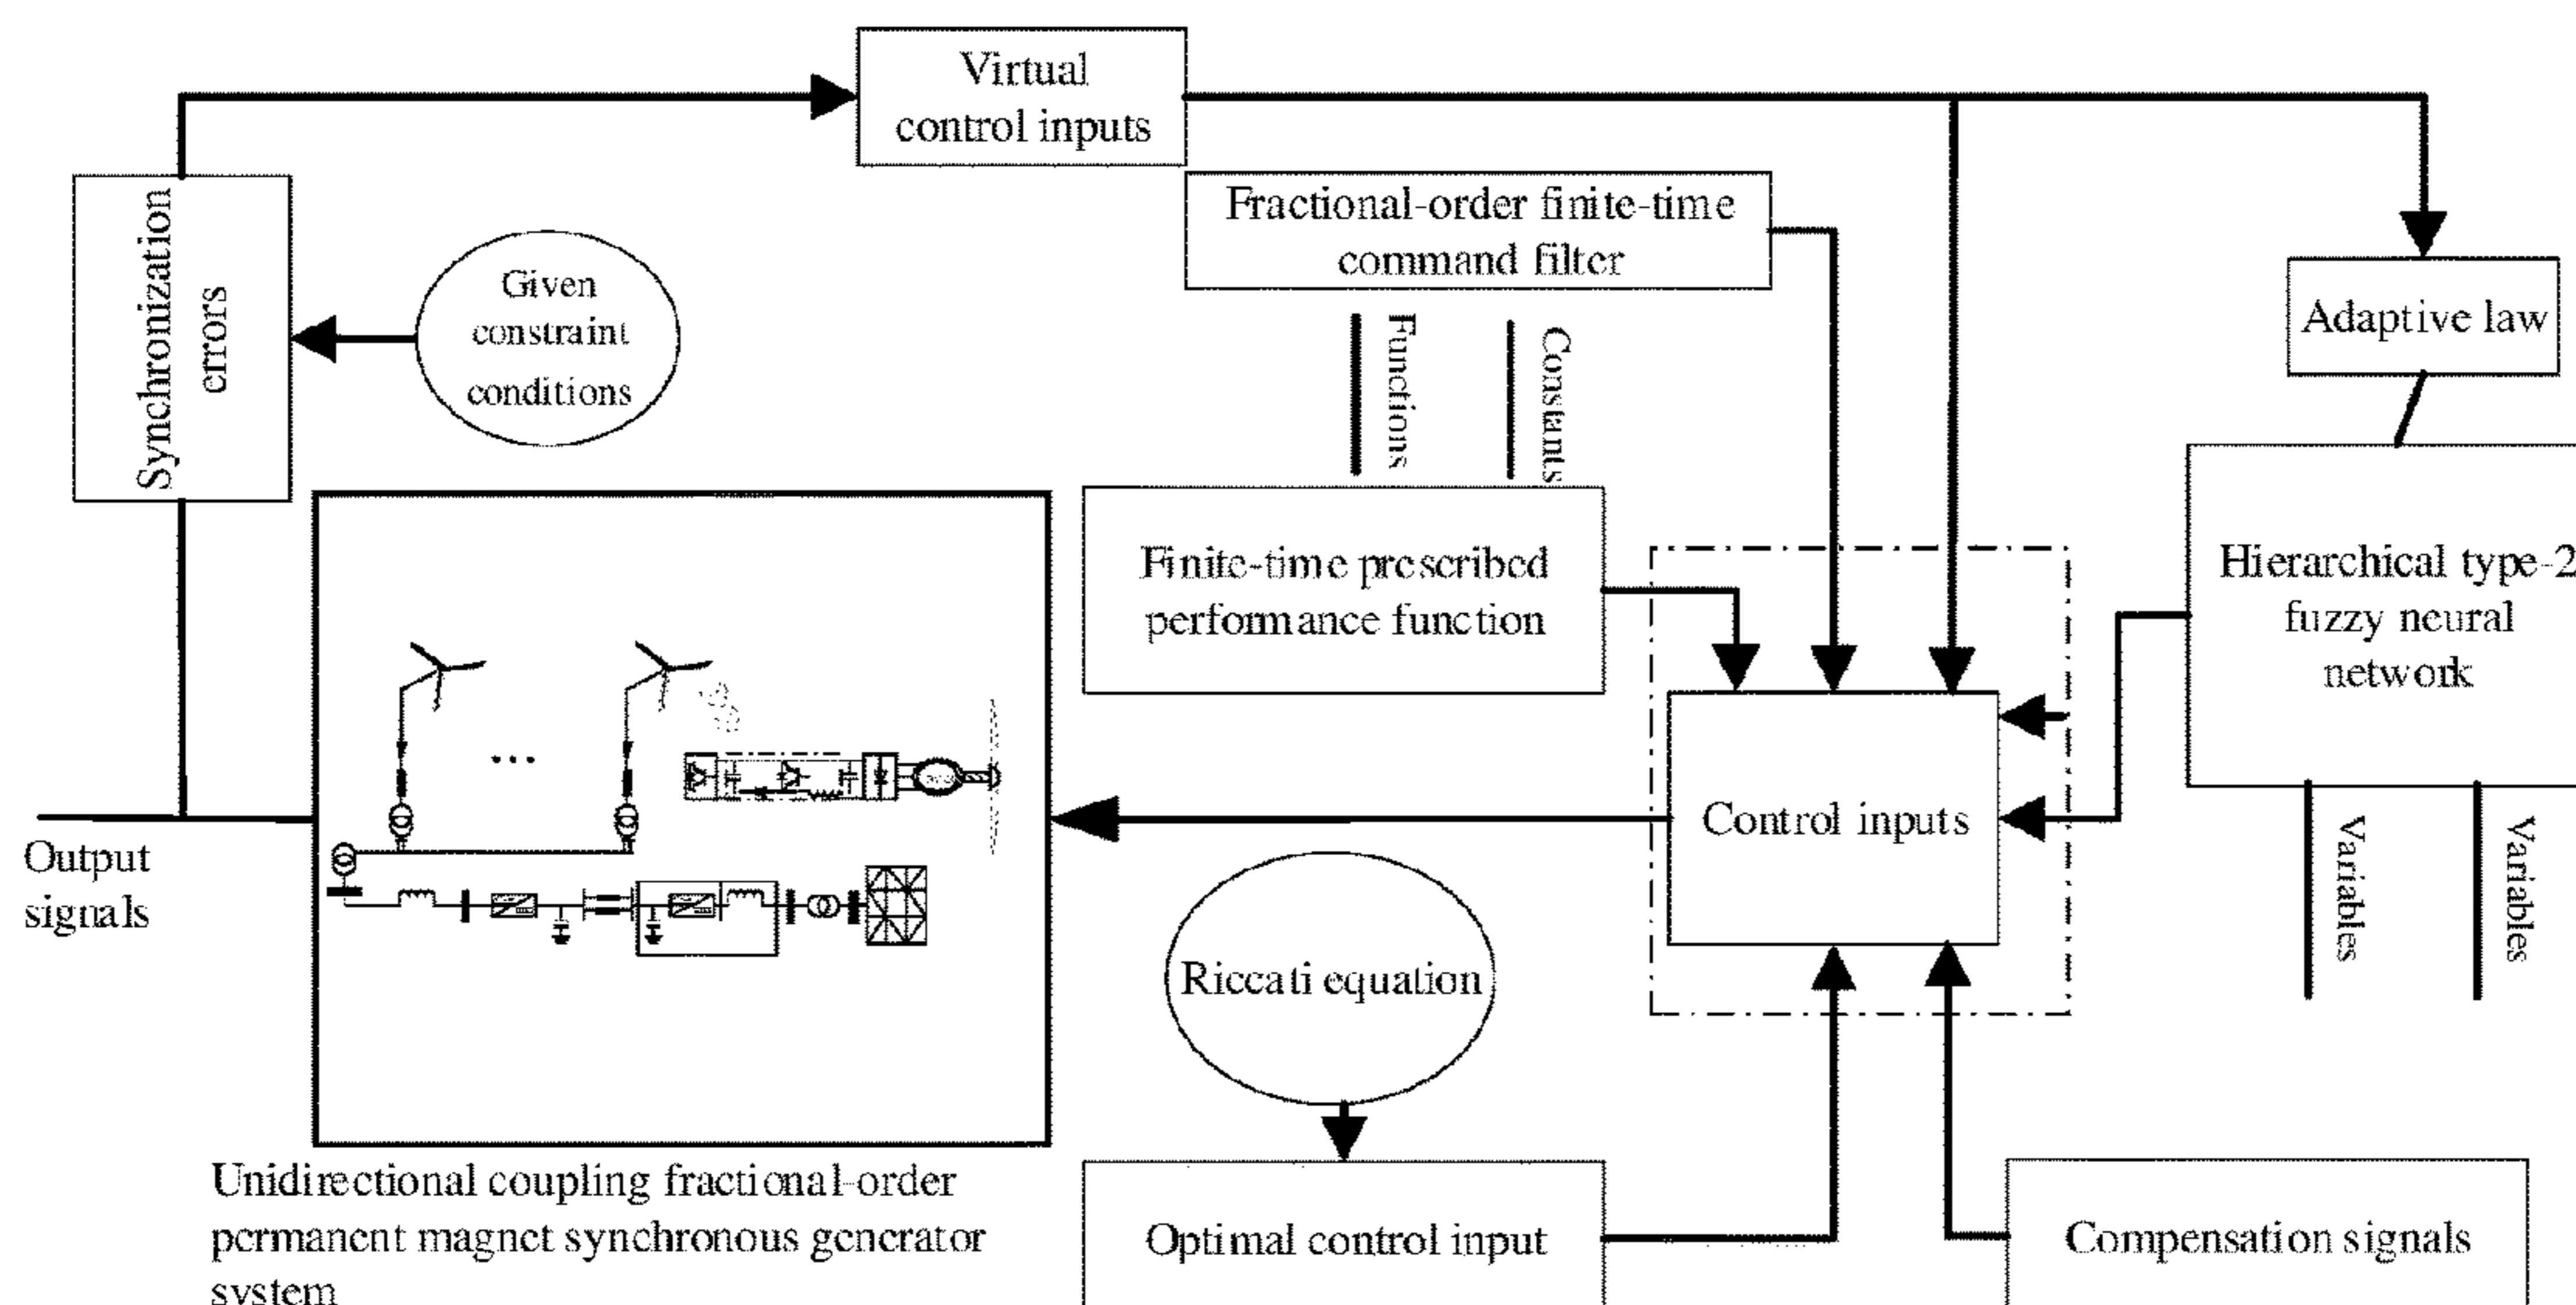 Virtual
control inputs
Fractional-order finite-time
command filter
Synchronization
errors
Given
constraint
conditions
Functions
Constants
Adaptive law
Finite-time prescribed
performance function
Hierarchical type-2
fuzzy neural
network
Control inputs
Variables
Variables
Output
signals
Riccati equation
Unidirectional coupling fractional-order
permanent magnet synchronous generator
system
Optimal control input
Compensation signals